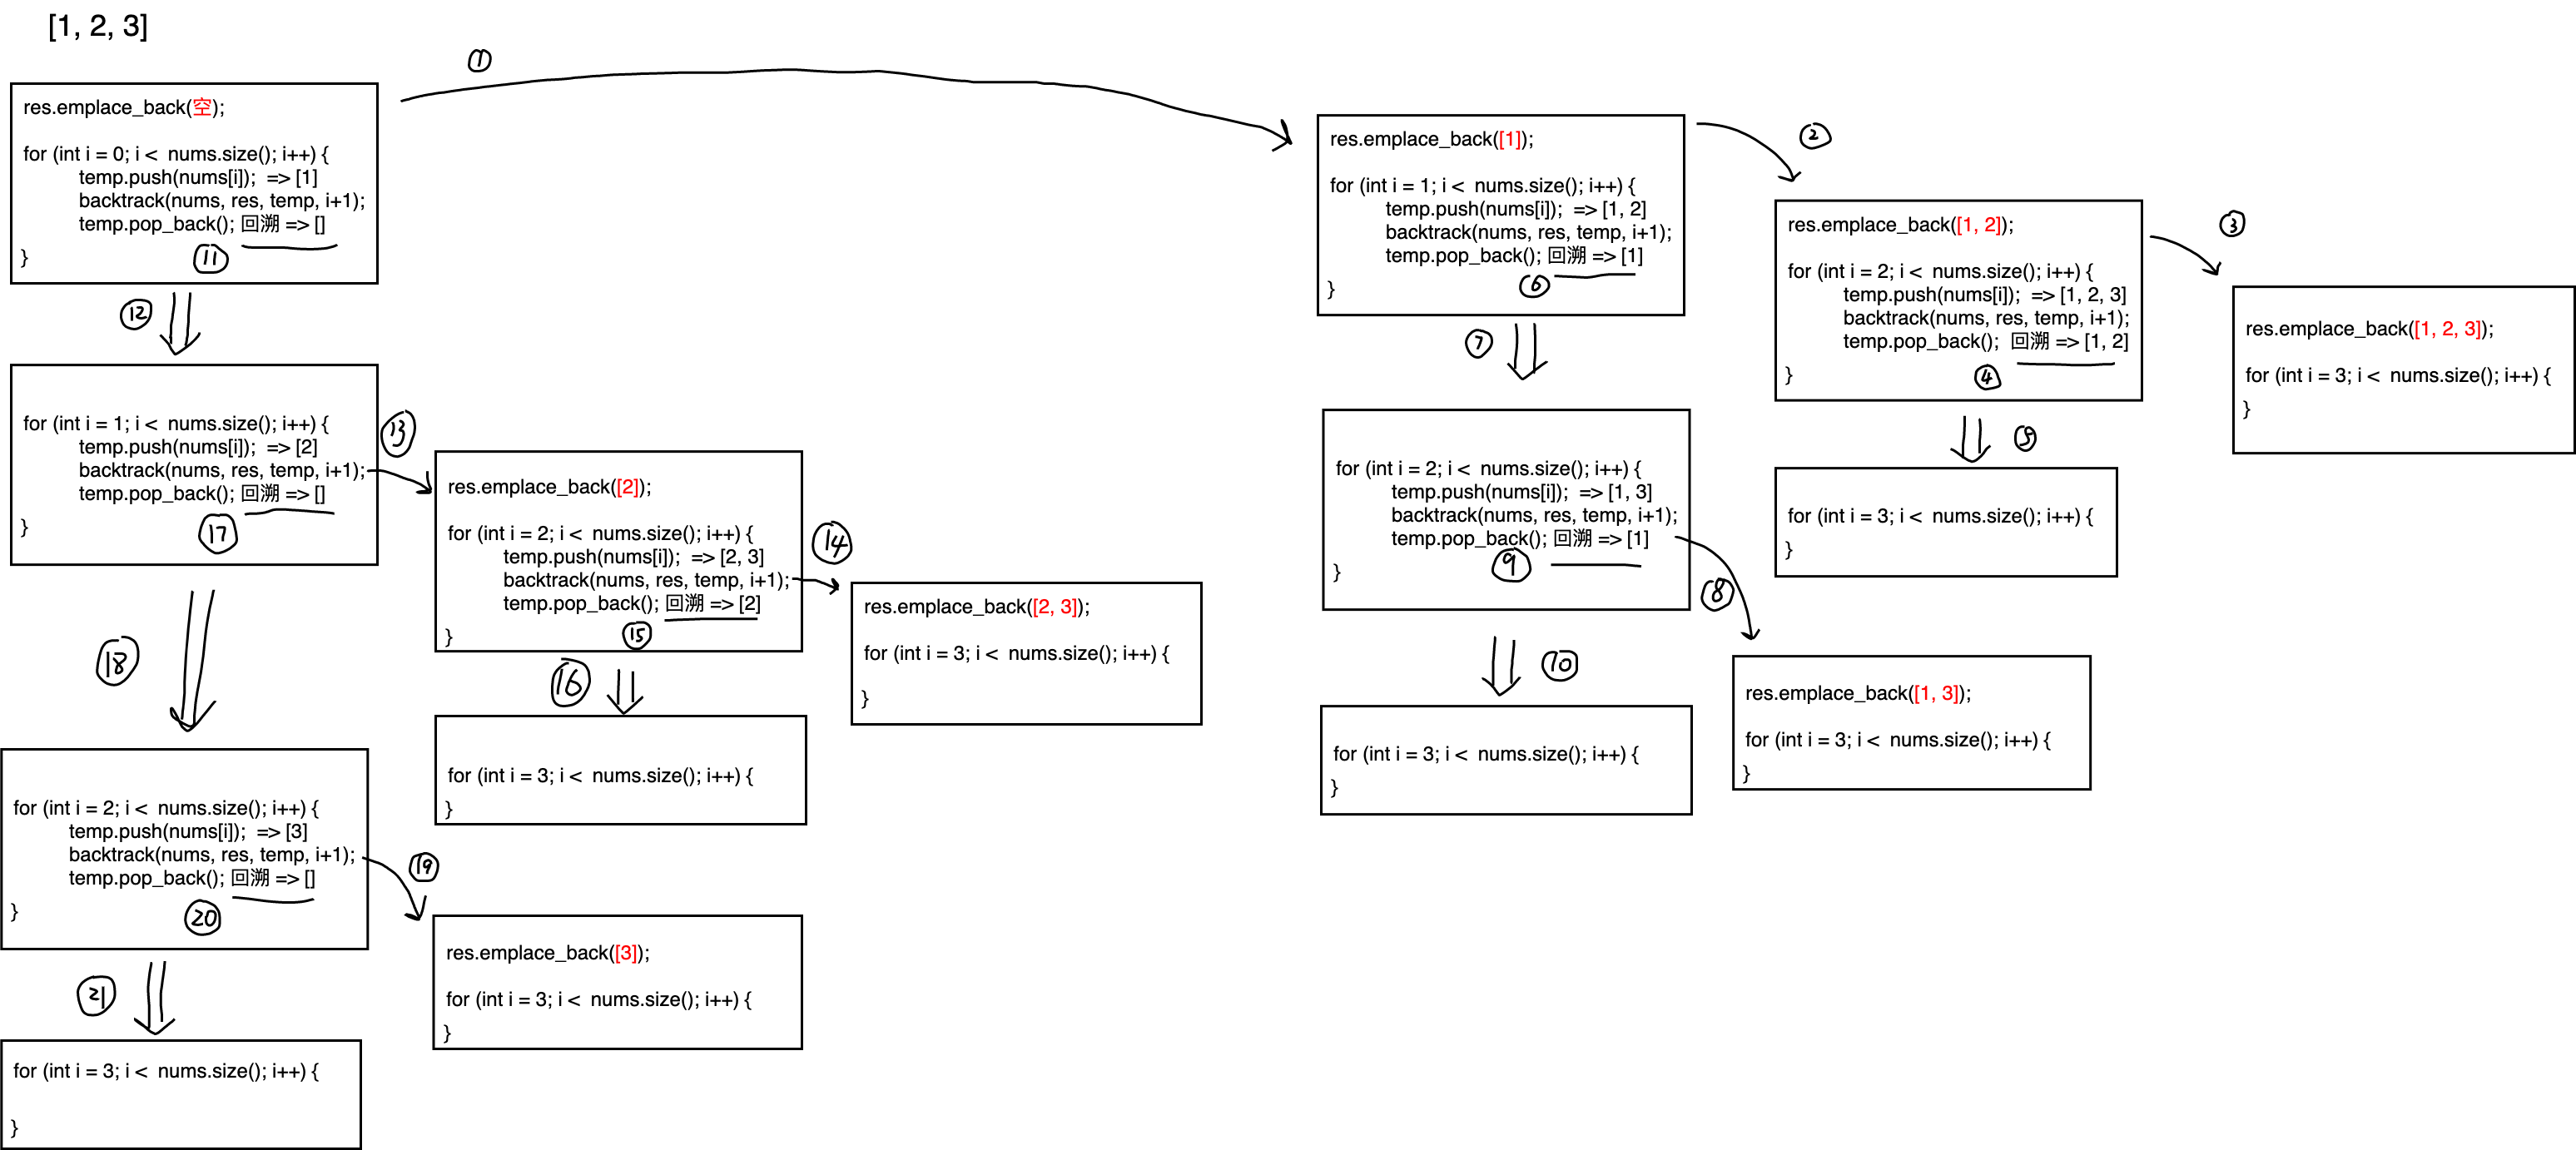 [1, 2, 3]
①
res.emplace_back(空);
for (int i = 0; i < nums.size(); i++) {
temp.push(nums[i]); => [1]
backtrack(nums, res, temp, i+1);
temp.pop_back(); 回溯 => []
}
⑪
⑫
for (int i = 1; i < nums.size(); i++) {
temp.push(nums[i]); => [2]
backtrack(nums, res, temp, i+1);
temp.pop_back(); 回溯 => []
}
⑰
⑬
res.emplace_back([2]);
for (int i = 2; i < nums.size(); i++) {
temp.push(nums[i]); => [2, 3]
backtrack(nums, res, temp, i+1);
temp.pop_back(); 回溯 => [2]
}
⑮
⑭
res.emplace_back([2, 3]);
for (int i = 3; i < nums.size(); i++) {
}
⑯
for (int i = 3; i < nums.size(); i++) {
}
⑱
for (int i = 2; i < nums.size(); i++) {
temp.push(nums[i]); => [3]
backtrack(nums, res, temp, i+1);
temp.pop_back(); 回溯 => []
}
⑳
⑲
res.emplace_back([3]);
for (int i = 3; i < nums.size(); i++) {
}
㉑
for (int i = 3; i < nums.size(); i++) {
}
res.emplace_back([1]);
for (int i = 1; i < nums.size(); i++) {
temp.push(nums[i]); => [1, 2]
backtrack(nums, res, temp, i+1);
temp.pop_back(); 回溯 => [1]
}
⑥
②
res.emplace_back([1, 2]);
for (int i = 2; i < nums.size(); i++) {
temp.push(nums[i]); => [1, 2, 3]
backtrack(nums, res, temp, i+1);
temp.pop_back(); 回溯 => [1, 2]
}
④
③
res.emplace_back([1, 2, 3]);
for (int i = 3; i < nums.size(); i++) {
}
⑤
for (int i = 3; i < nums.size(); i++) {
}
⑦
for (int i = 2; i < nums.size(); i++) {
temp.push(nums[i]); => [1, 3]
backtrack(nums, res, temp, i+1);
temp.pop_back(); 回溯 => [1]
}
⑨
⑧
res.emplace_back([1, 3]);
for (int i = 3; i < nums.size(); i++) {
}
⑩
for (int i = 3; i < nums.size(); i++) {
}